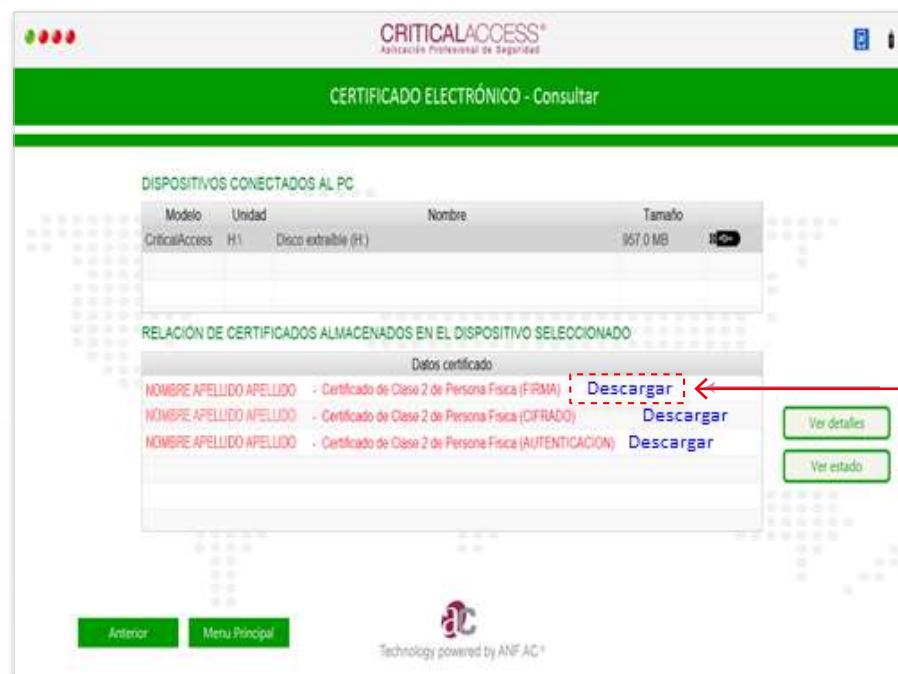 CRITICALACCESS®
Aplicación Profesional de Seguridad
CERTIFICADO ELECTRÓNICO - Consultar
DISPOSITIVOS CONECTADOS AL PC
Modelo Unidad Nombre Tamaño
CriticalAccess H:\ Disco extraíble (H:) 957.0 MB
RELACIÓN DE CERTIFICADOS ALMACENADOS EN EL DISPOSITIVO SELECCIONADO
Datos certificado
NOMBRE APELLIDO APELLIDO - Certificado de Clase 2 de Persona Física (FIRMA) Descargar
NOMBRE APELLIDO APELLIDO - Certificado de Clase 2 de Persona Física (CIFRADO) Descargar
NOMBRE APELLIDO APELLIDO - Certificado de Clase 2 de Persona Física (AUTENTICACIÓN) Descargar
Ver detalles
Ver estado
Anterior Menu Principal
ac
Technology powered by ANF AC®